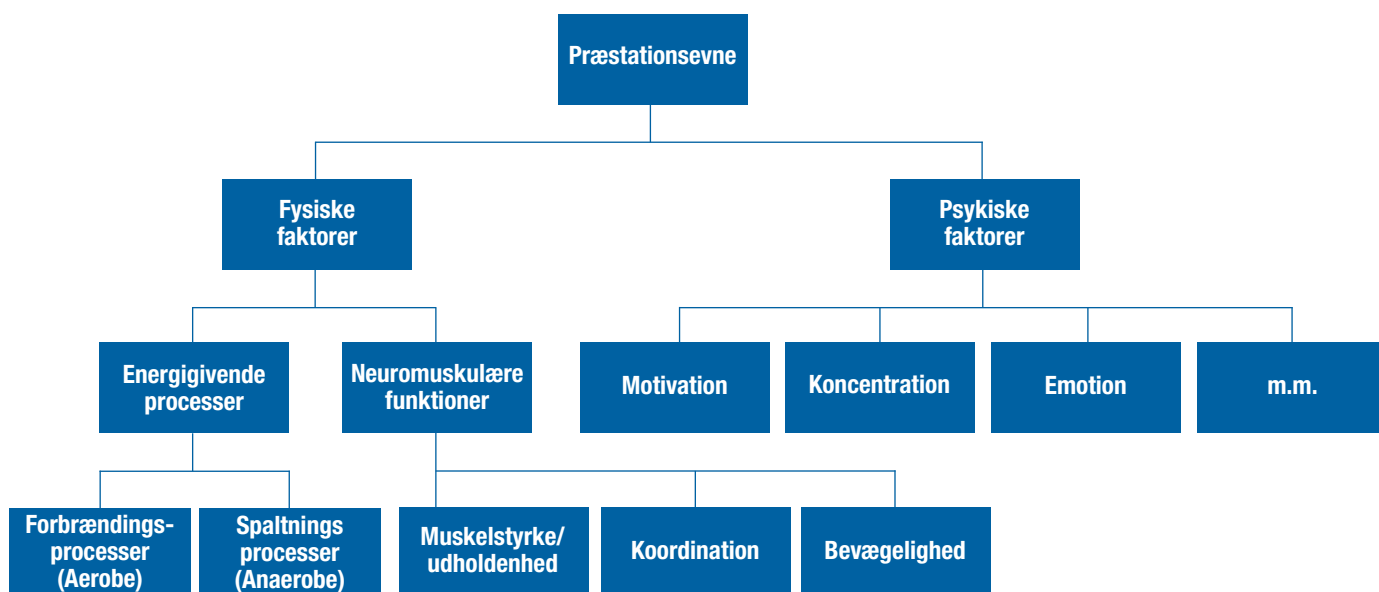 Præstationsevne
Fysiske
faktorer
Psykiske
faktorer
Energigivende
processer
Neuromuskulære
funktioner
Motivation
Koncentration
Emotion
m.m.
Forbrændings-
processer
(Aerobe)
Spaltnings
processer
(Anaerobe)
Muskelstyrke/
udholdenhed
Koordination
Bevægelighed